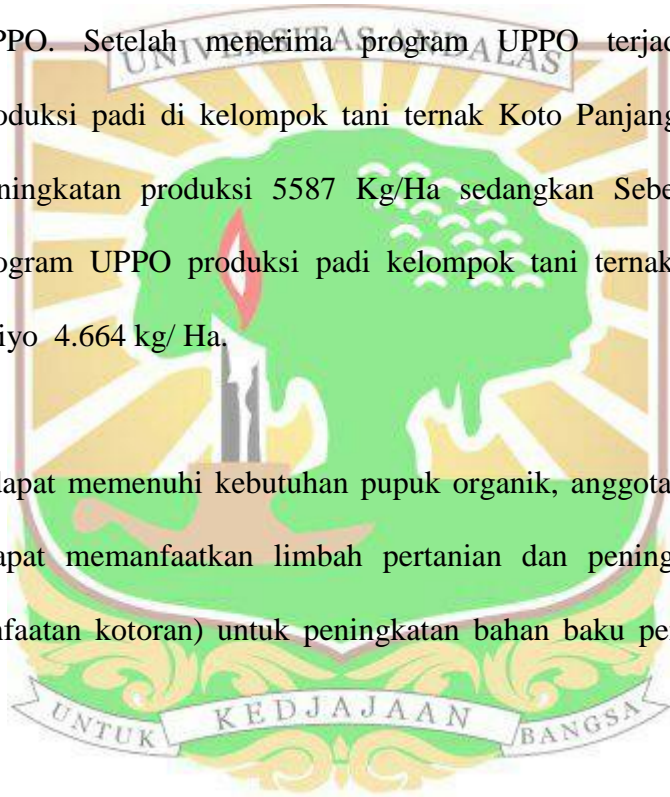 PPO. Setelah menerima program UPPO terjad
UNIVERSITAS ANDALAS
oduksi padi di kelompok tani ternak Koto Panjang
ningkatan produksi 5587 Kg/Ha sedangkan Sebe
ogram UPPO produksi padi kelompok tani ternak
iyo 4.664 kg/ Ha.
dapat memenuhi kebutuhan pupuk organik, anggota
apat memanfaatkan limbah pertanian dan pening
nfaatan kotoran) untuk peningkatan bahan baku pe
UNTUK KEDJAJAAN BANGSA